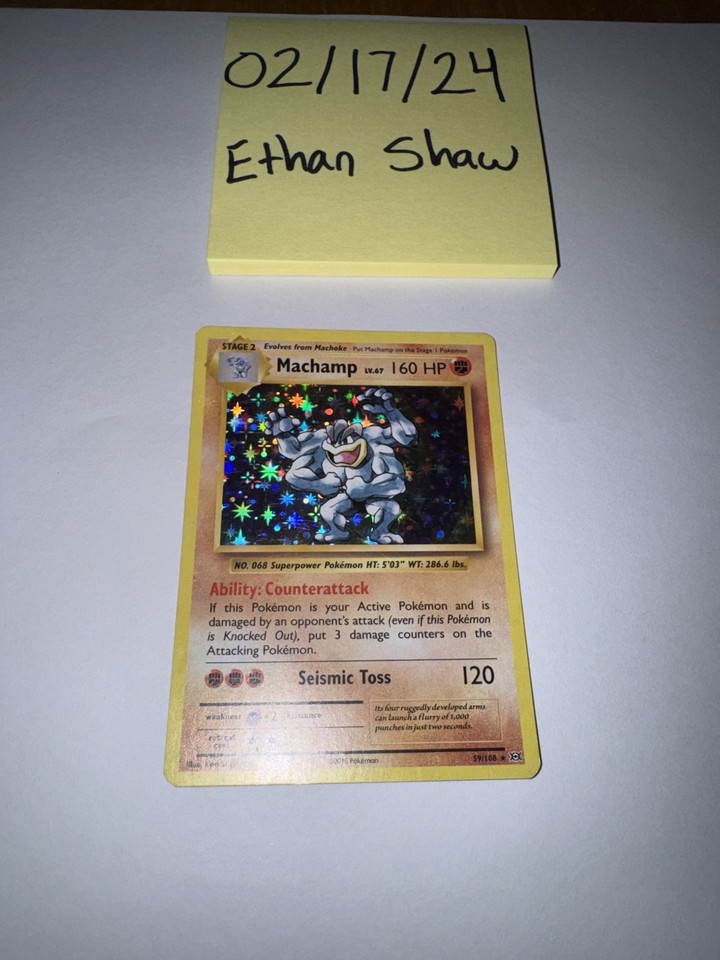 02/17/24
Ethan Shaw
STAGE 2 Evolves from Machoke Put Machamp on the Stage 1 Pokémon
Machamp LV.67 160 HP
NO. 068 Superpower Pokémon HT: 5'03" WT: 286.6 lbs.
Ability: Counterattack
If this Pokémon is your Active Pokémon and is
damaged by an opponent's attack (even if this Pokémon
is Knocked Out), put 3 damage counters on the
Attacking Pokémon.
Seismic Toss 120
weakness ×2 resistance
Its four ruggedly developed arms
can launch a flurry of 1,000
punches in just two seconds.
retreat
cost
Illus. Ken
©2016 Pokémon
59/108 ★